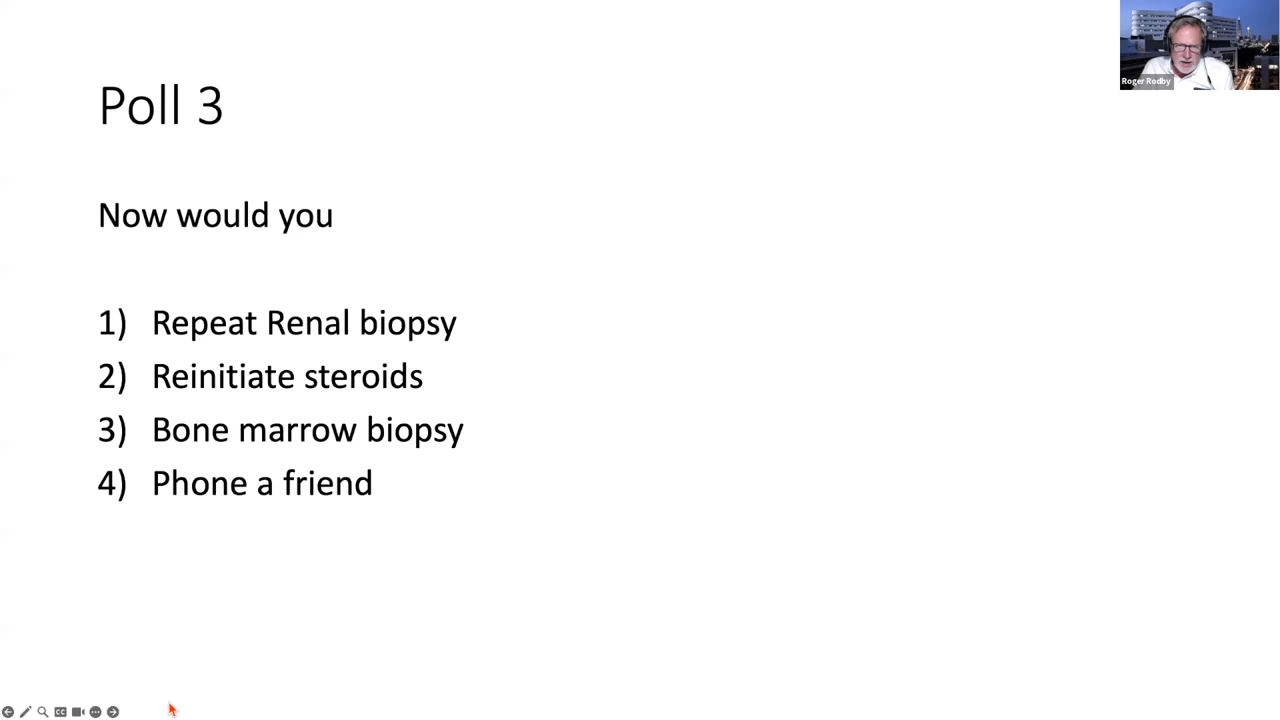 Roger Rodby
Poll 3
Now would you
1) Repeat Renal biopsy
2) Reinitiate steroids
3) Bone marrow biopsy
4) Phone a friend
CC